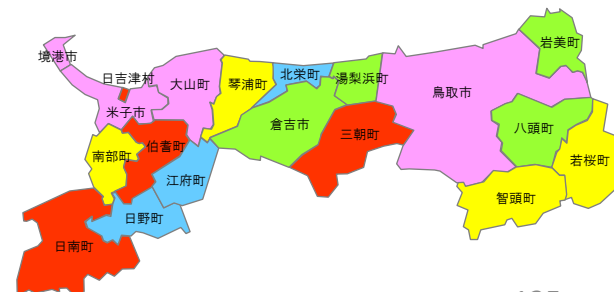 岩美町
境港市
日吉津村
大山町
琴浦町
北栄町
湯梨浜町
鳥取市
米子市
倉吉市
三朝町
八頭町
南部町
伯耆町
若桜町
江府町
智頭町
日野町
日南町